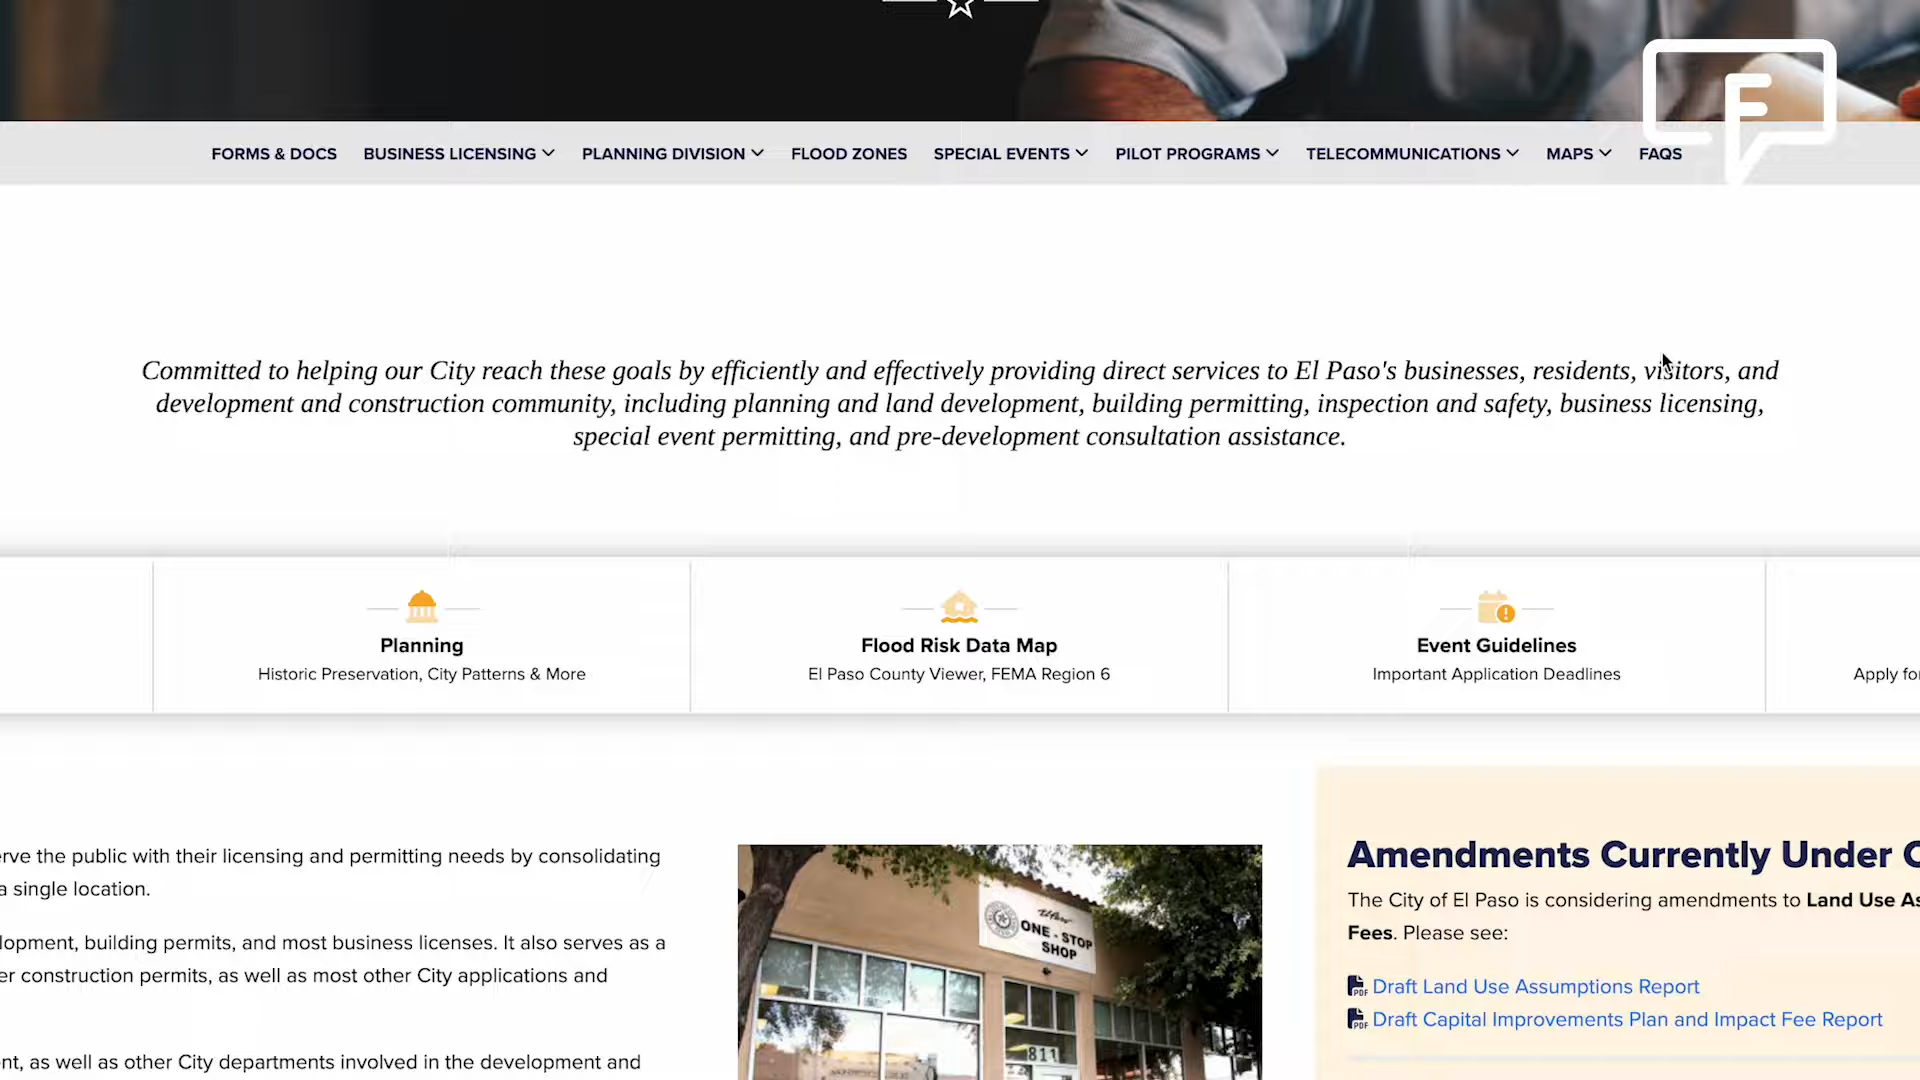 FORMS & DOCS BUSINESS LICENSING PLANNING DIVISION FLOOD ZONES SPECIAL EVENTS PILOT PROGRAMS TELECOMMUNICATIONS MAPS FAQS
F
Committed to helping our City reach these goals by efficiently and effectively providing direct services to El Paso's businesses, residents, visitors, and
development and construction community, including planning and land development, building permitting, inspection and safety, business licensing,
special event permitting, and pre-development consultation assistance.
Planning
Historic Preservation, City Patterns & More
Flood Risk Data Map
El Paso County Viewer, FEMA Region 6
Event Guidelines
Important Application Deadlines
Apply
the public with their licensing and permitting needs by consolidating
a single location.
building permits, and most business licenses. It also serves as a
construction permits, as well as most other City applications and
as well as other City departments involved in the development and
ONE-STOP
SHOP
811
Amendments Currently Under
The City of El Paso is considering amendments to Land Use
Fees. Please see:
PDF Draft Land Use Assumptions Report
PDF Draft Capital Improvements Plan and Impact Fee Report